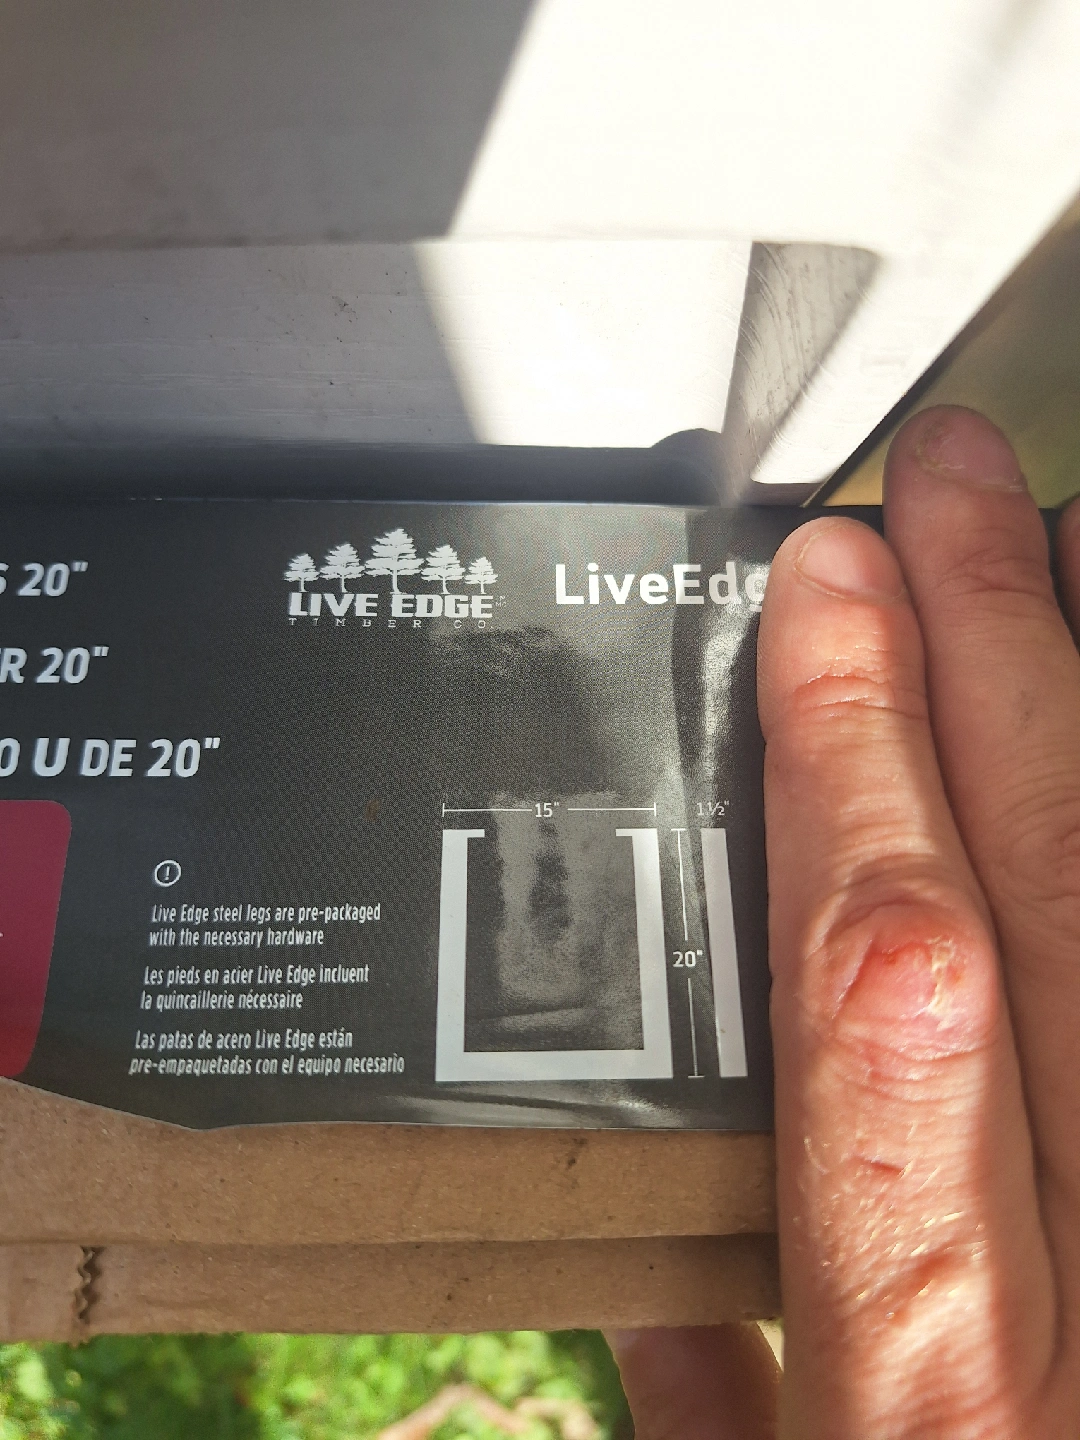 20"
20"
U DE 20"
LIVE EDGE
TIMBER CO
LiveEdg
15"
1½"
20"
Live Edge steel legs are pre-packaged
with the necessary hardware
Les pieds en acier Live Edge incluent
la quincaillerie nécessaire
Las patas de acero Live Edge están
pre-empaquetadas con el equipo necesario